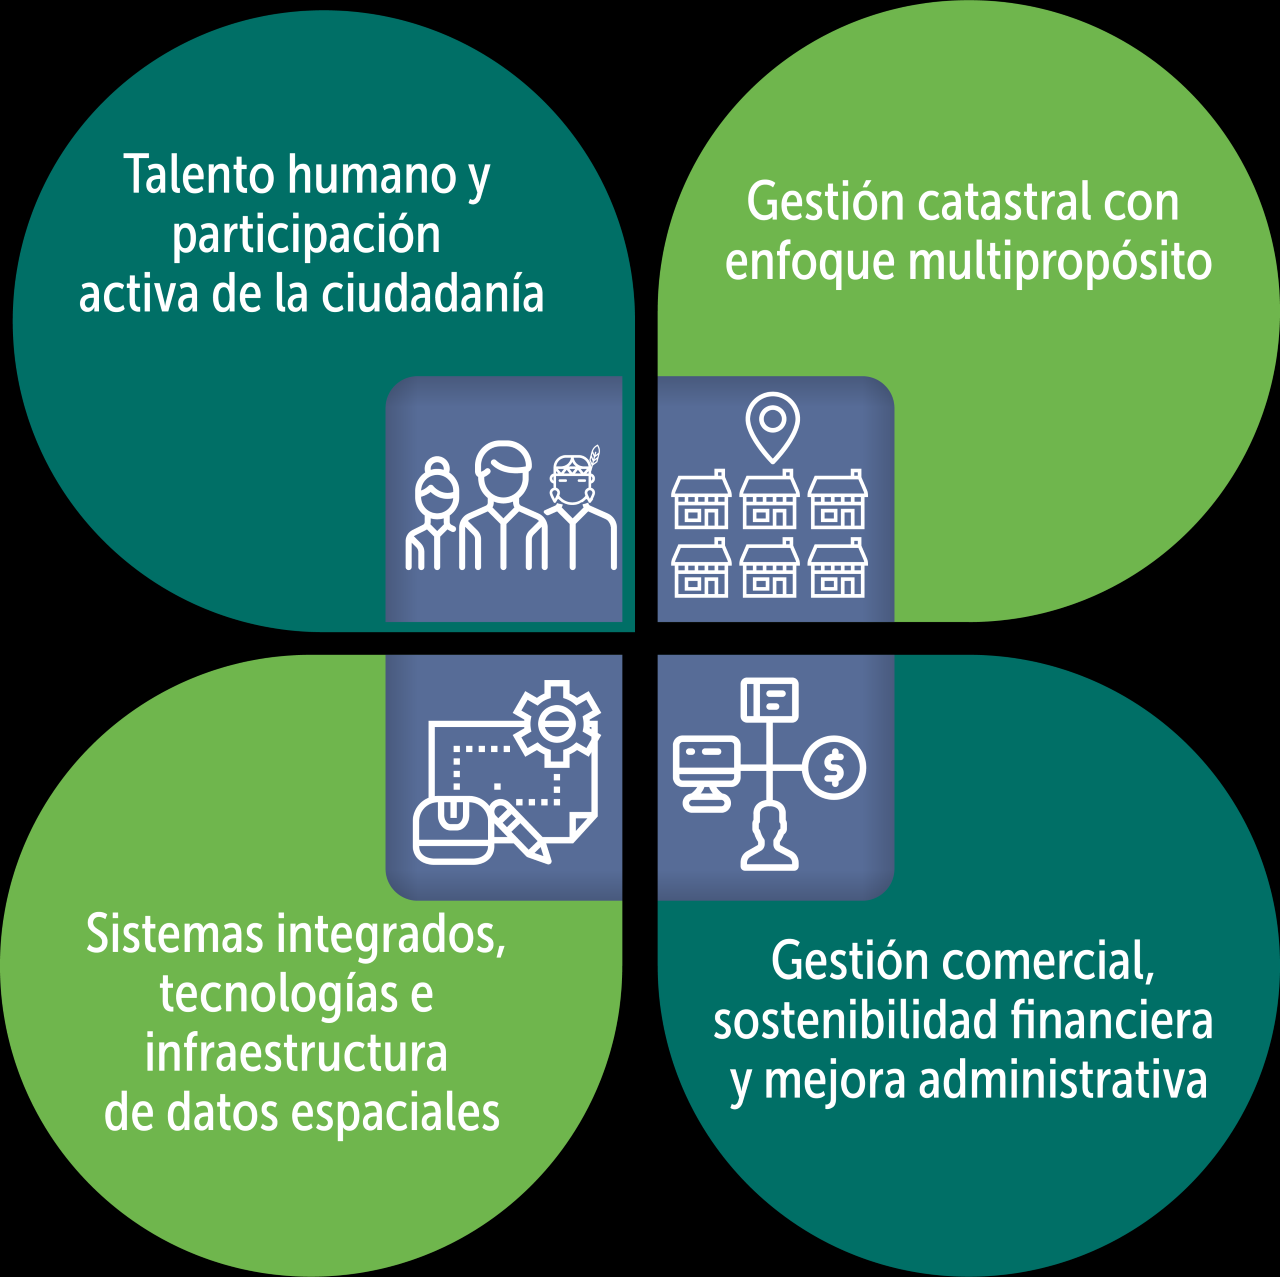 Talento humano y
participación
activa de la ciudadanía
Gestión catastral con
enfoque multipropósito
Sistemas integrados,
tecnologías e
infraestructura
de datos espaciales
Gestión comercial,
sostenibilidad financiera
y mejora administrativa
$